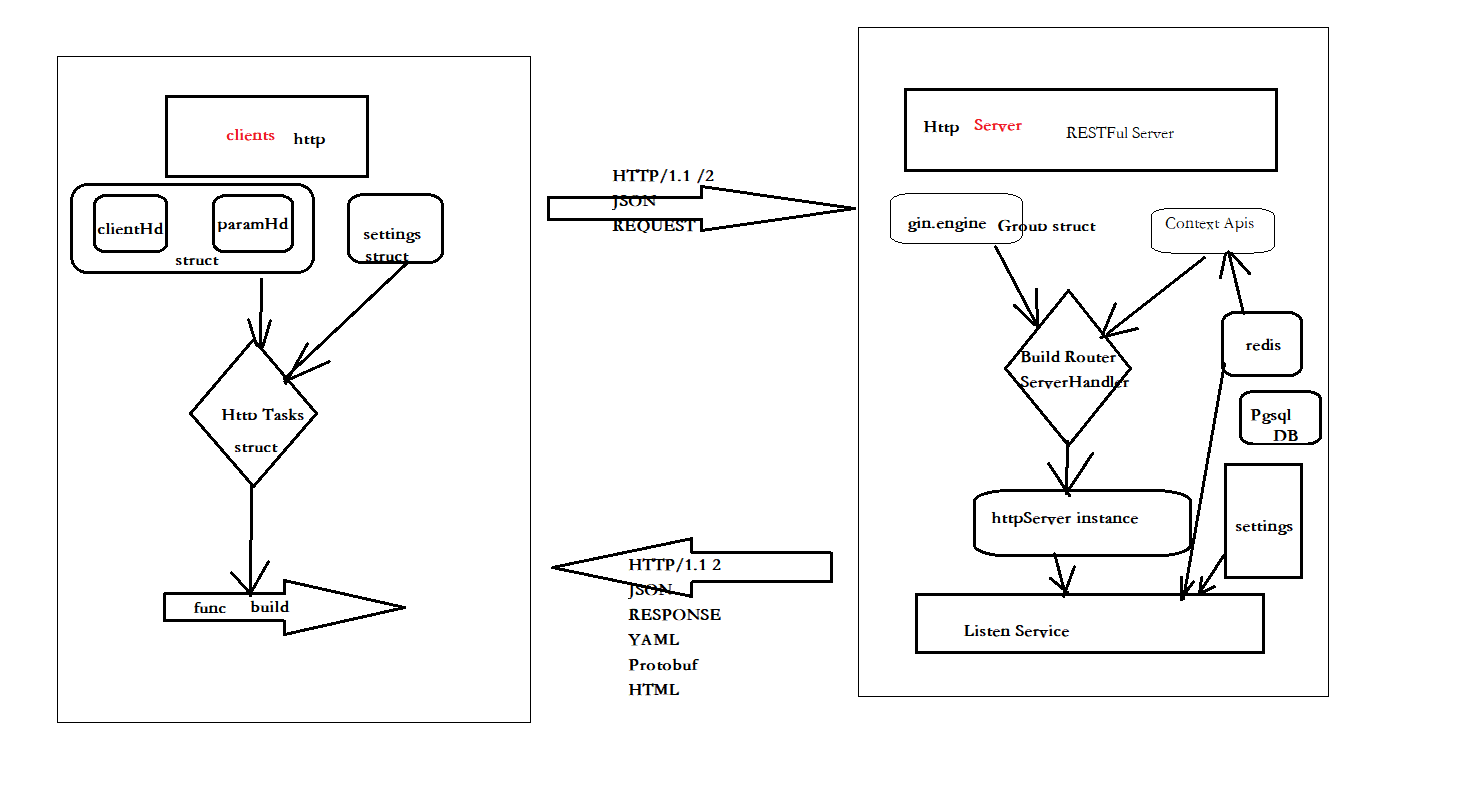 clients http
clientHd
paramHd
struct
settings
struct
Http Tasks
struct
func build
HTTP/1.1 /2
JSON
REQUEST
HTTP/1.1 2
JSON
RESPONSE
YAML
Protobuf
HTML
Http Server RESTFul Server
gin.engine Group struct
Context Apis
Build Router
ServerHandler
redis
Pgsql
DB
httpServer instance
settings
Listen Service